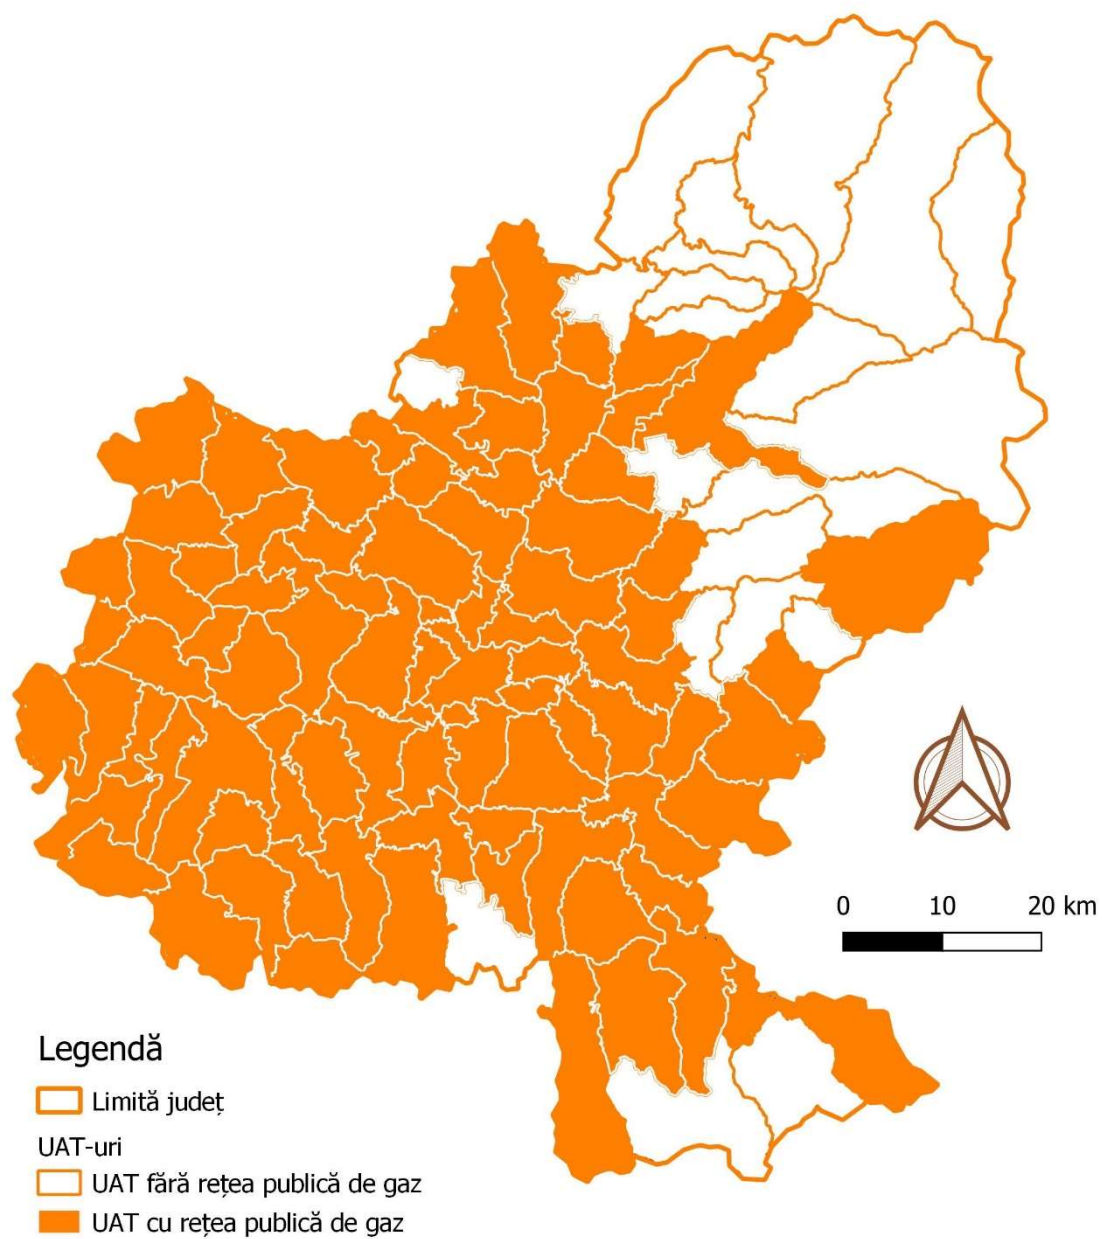 0 10 20 km
Legendă
Limită județ
UAT-uri
UAT fără rețea publică de gaz
UAT cu rețea publică de gaz